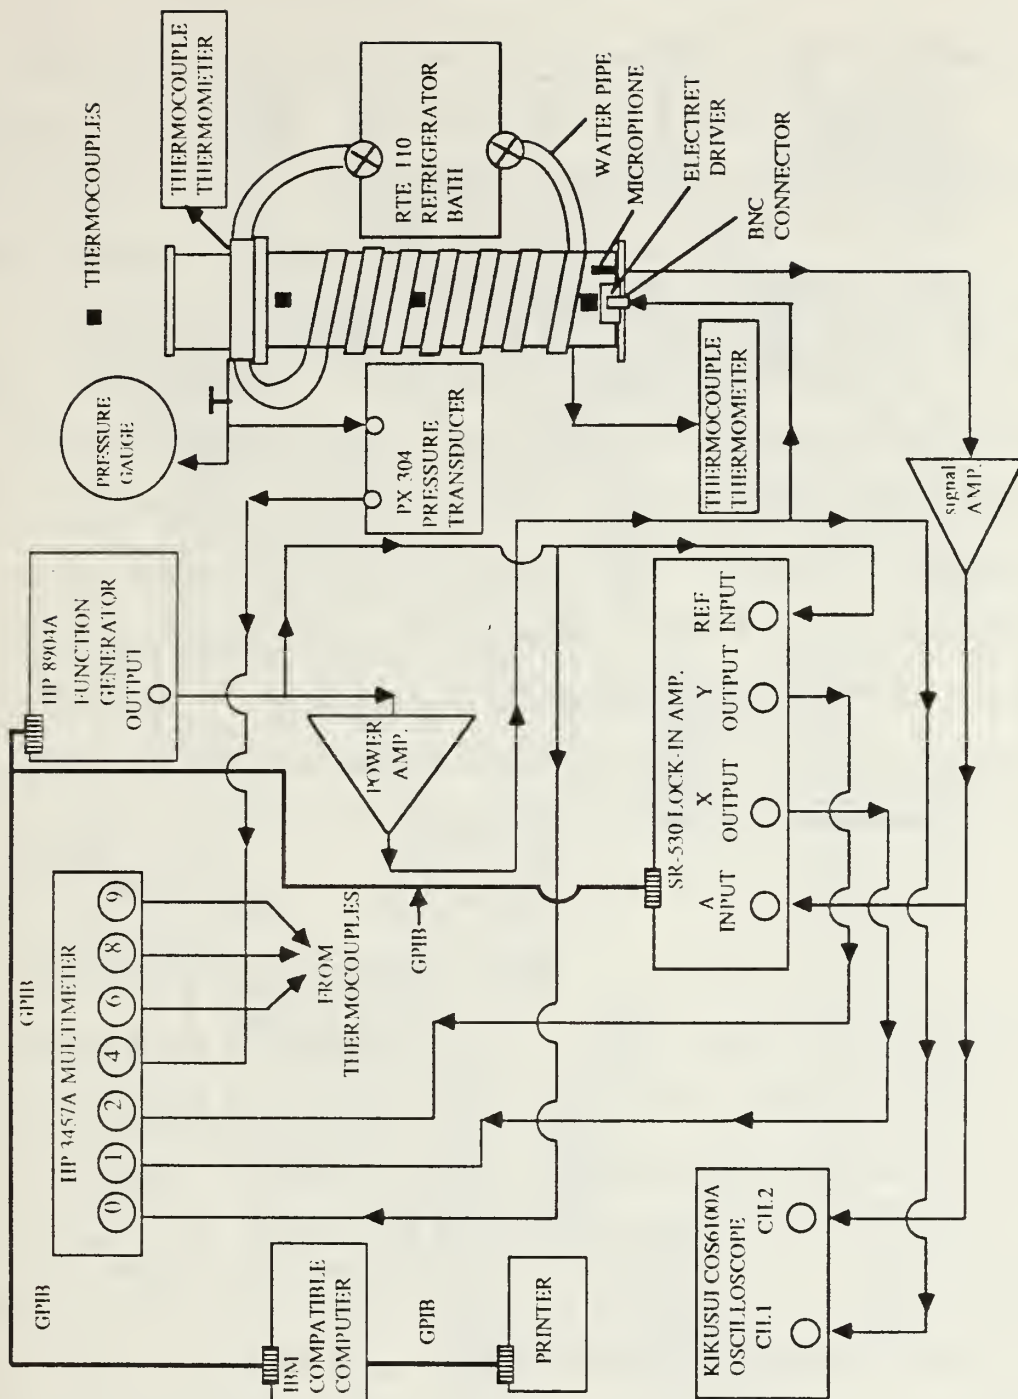 IBM
COMPATIBLE
COMPUTER
GPIB
PRINTER
GPIB
GPIB
HP 3457A MULTIMETER
0
1
2
4
6
8
9
FROM
THERMOCOUPLES
GPIB
HP 8904A
FUNCTION
GENERATOR
OUTPUT
POWER
AMP.
PRESSURE
GAUGE
PX 304
PRESSURE
TRANSDUCER
THERMOCOUPLES
THERMOCOUPLE
THERMOMETER
RTE 110
REFRIGERATOR
BATH
WATER PIPE
MICROPHONE
ELECTRET
DRIVER
BNC
CONNECTOR
THERMOCOUPLE
THERMOMETER
signal
AMP.
SR-530 LOCK-IN AMP.
A
INPUT
X
OUTPUT
Y
OUTPUT
REF
INPUT
KIKUSUI COS6100A
OSCILLOSCOPE
CH.1
CH.2